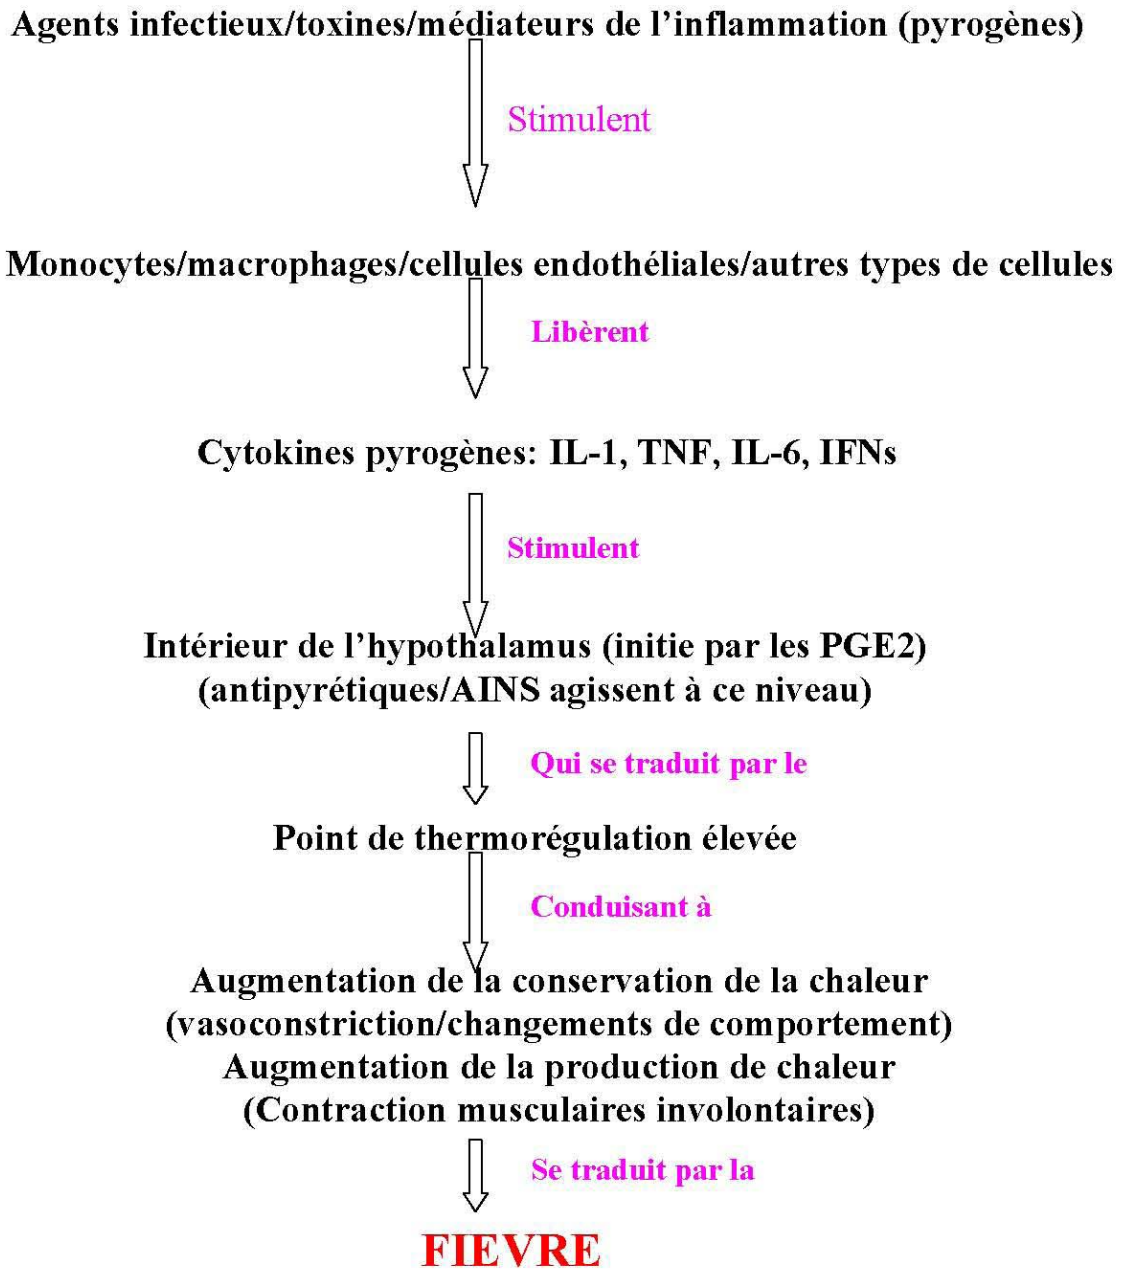 Agents infectieux/toxines/médiateurs de l’inflammation (pyrogènes)
Stimulent
Monocytes/macrophages/cellules endothéliales/autres types de cellules
Libèrent
Cytokines pyrogènes: IL-1, TNF, IL-6, IFNs
Stimulent
Intérieur de l’hypothalamus (initie par les PGE2)
(antipyrétiques/AINS agissent à ce niveau)
Qui se traduit par le
Point de thermorégulation élevée
Conduisant à
Augmentation de la conservation de la chaleur
(vasoconstriction/changements de comportement)
Augmentation de la production de chaleur
(Contraction musculaires involontaires)
Se traduit par la
FIEVRE